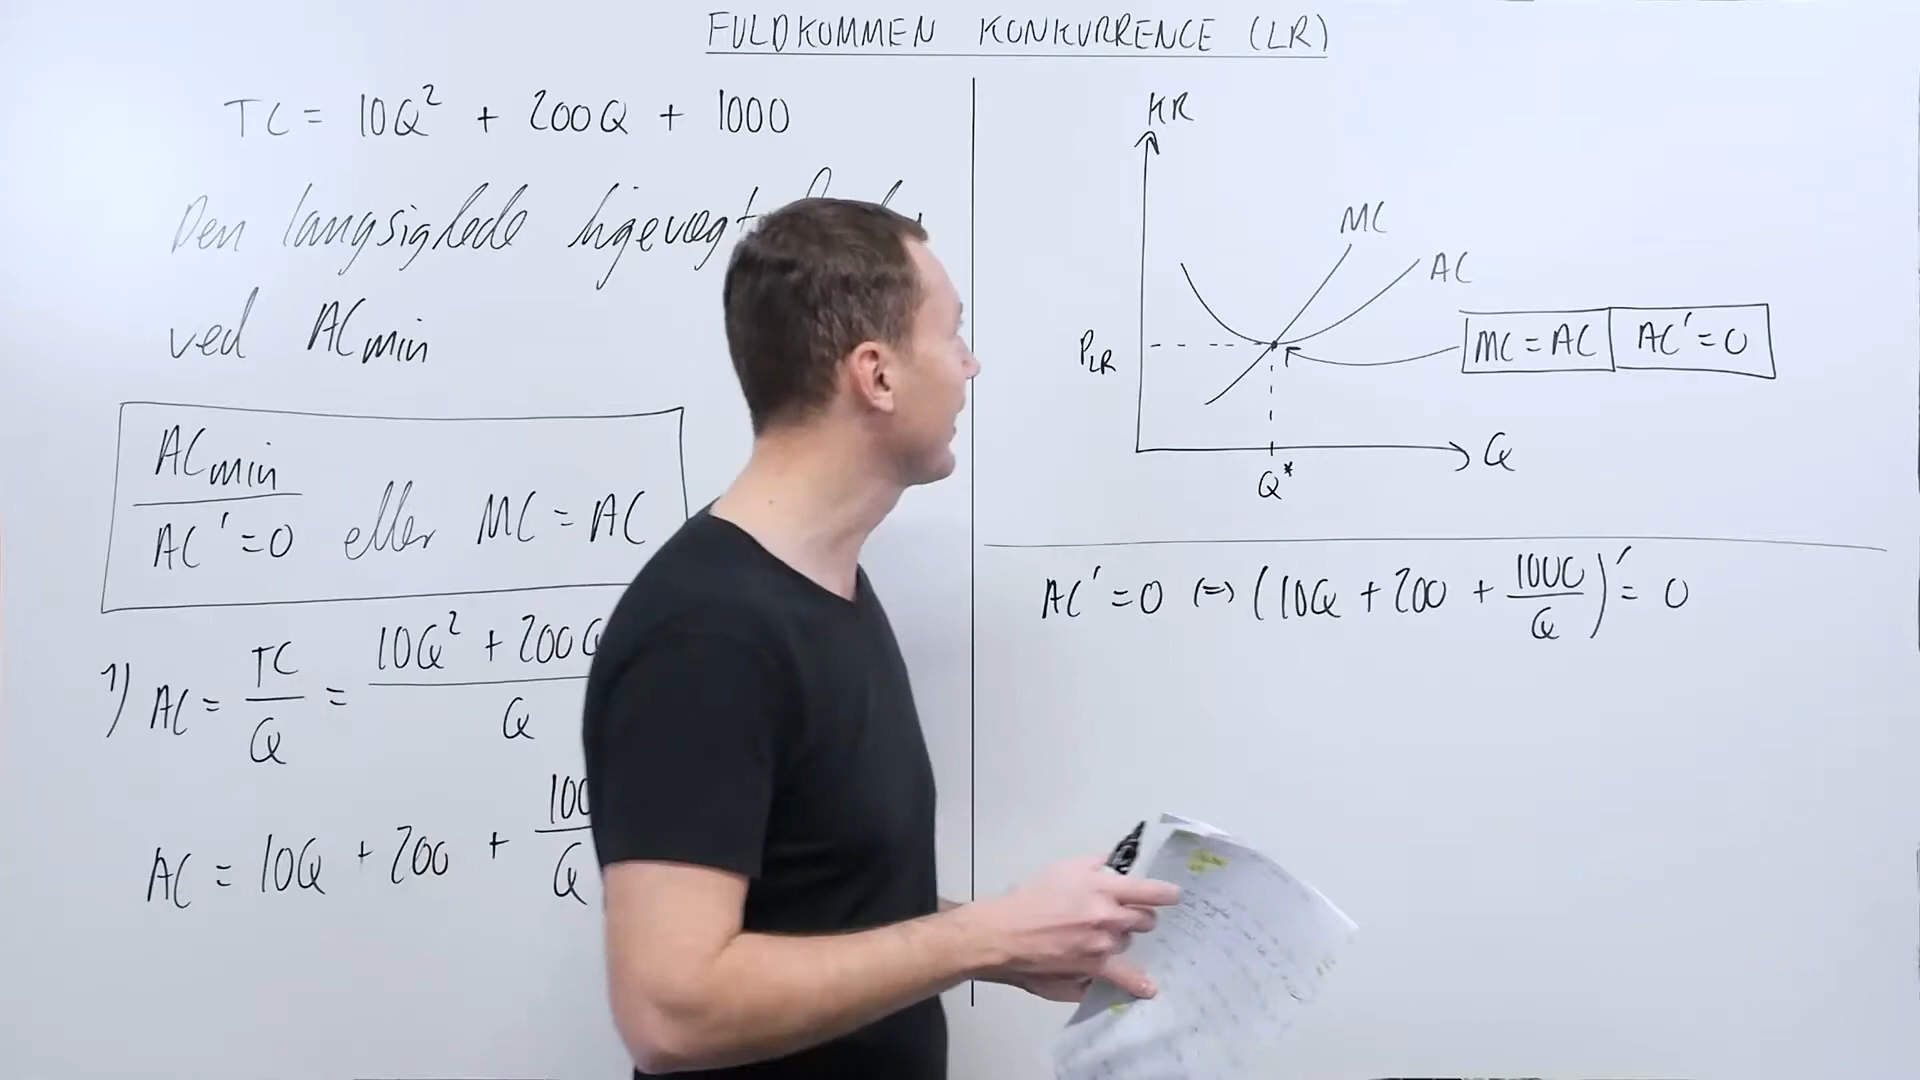 FULDKOMMEN KONKURRENCE (LR)
TC = 10Q² + 200Q + 1000
Den langsigtede
ved ACmin
ACmin
AC' = 0 eller MC = AC
1) AC = TC/Q = 10Q² + 200Q / Q
AC = 10Q + 200 + 100 / Q
KR
MC
AC
PLR
MC = AC AC' = 0
Q
Q*
AC' = 0 (=) (10Q + 200 + 1000/Q)' = 0